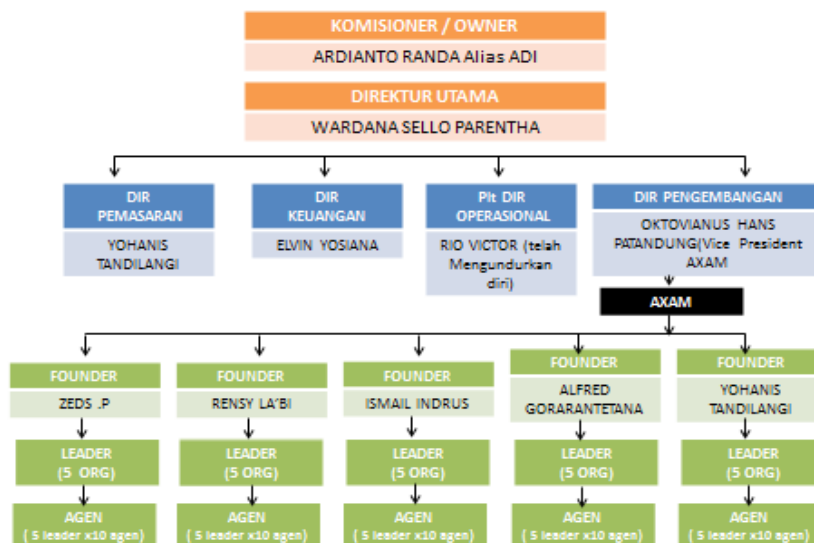 KOMISIONER / OWNER
ARDIANTO RANDA Alias ADI
DIREKTUR UTAMA
WARDANA SELLO PARENTHA
DIR
PEMASARAN
YOHANIS
TANDILANGI
DIR
KEUANGAN
ELVIN YOSIANA
Plt DIR
OPERASIONAL
RIO VICTOR (telah
Mengundurkan
diri)
DIR PENGEMBANGAN
OKTOVIANUS HANS
PATANDUNG(Vice President
AXAM
AXAM
FOUNDER
ZEDS .P
LEADER
(5 ORG)
AGEN
( 5 leader x10 agen)
FOUNDER
RENSY LA'BI
LEADER
(5 ORG)
AGEN
( 5 leader x10 agen)
FOUNDER
ISMAIL INDRUS
LEADER
(5 ORG)
AGEN
( 5 leader x10 agen)
FOUNDER
ALFRED
GORARANTETANA
LEADER
(5 ORG)
AGEN
( 5 leader x10 agen)
FOUNDER
YOHANIS
TANDILANGI
LEADER
(5 ORG)
AGEN
( 5 leader x10 agen)